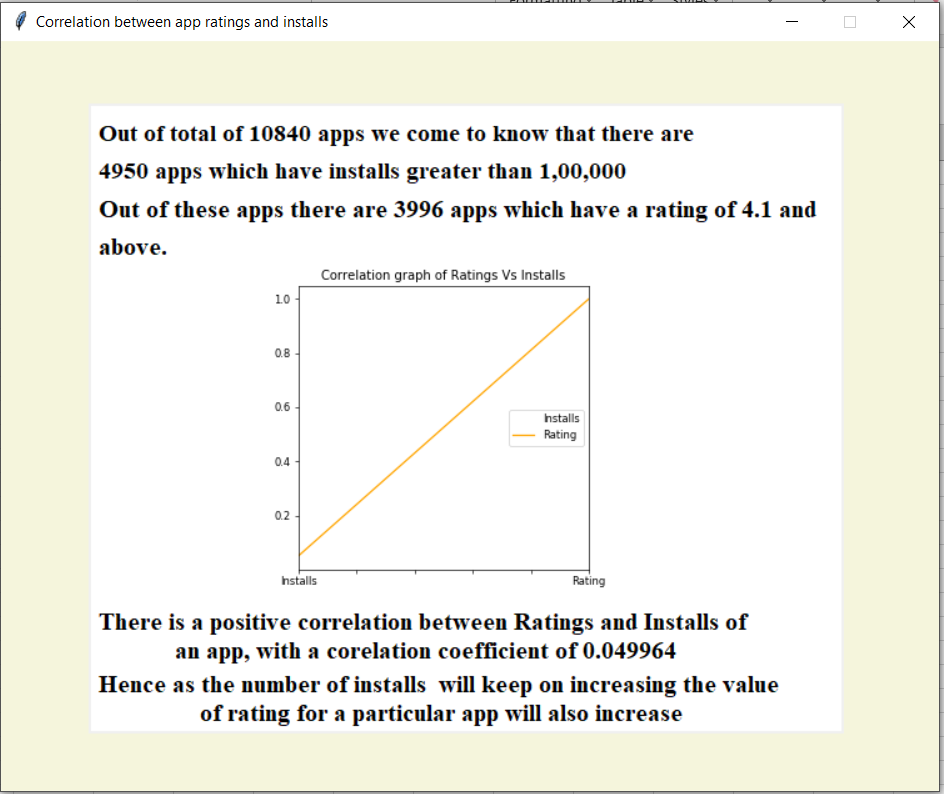 Correlation between app ratings and installs
Out of total of 10840 apps we come to know that there are
4950 apps which have installs greater than 1,00,000
Out of these apps there are 3996 apps which have a rating of 4.1 and
above.
Correlation graph of Ratings Vs Installs
1.0
0.8
0.6
0.4
0.2
Installs
Rating
Installs Rating
There is a positive correlation between Ratings and Installs of
an app, with a corelation coefficient of 0.049964
Hence as the number of installs will keep on increasing the value
of rating for a particular app will also increase